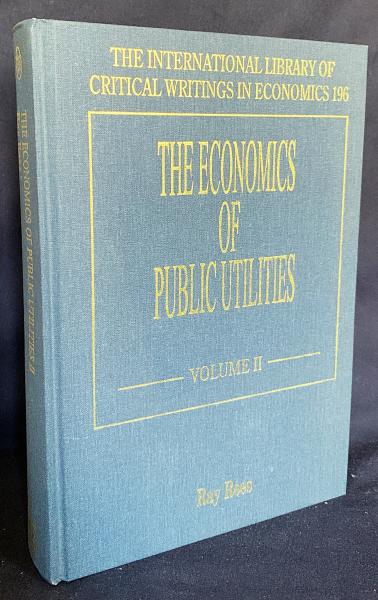 THE INTERNATIONAL LIBRARY OF
CRITICAL WRITINGS IN ECONOMICS 196
THE ECONOMICS
OF
PUBLIC UTILITIES
VOLUME II
Ray Rees
THE ECONOMICS OF PUBLIC UTILITIES II